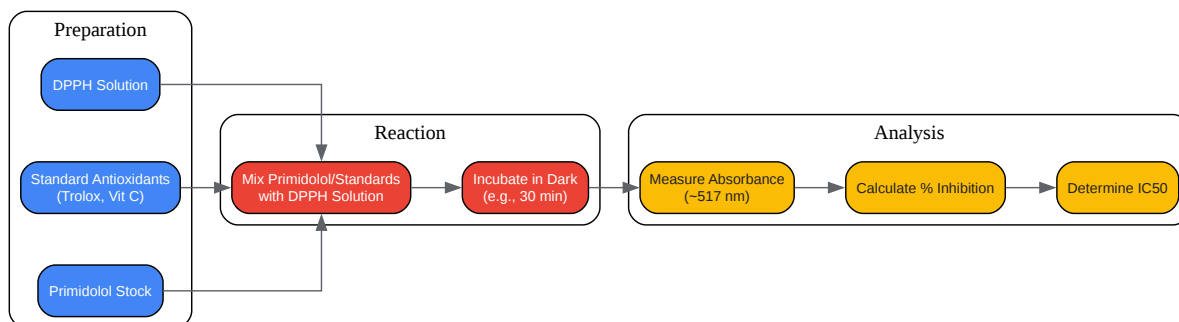 Preparation
DPPH Solution
Standard Antioxidants
(Trolox, Vit C)
Primidolol Stock
Reaction
Mix Primidolol/Standards
with DPPH Solution
Incubate in Dark
(e.g., 30 min)
Analysis
Measure Absorbance
(~517 nm)
Calculate % Inhibition
Determine IC50